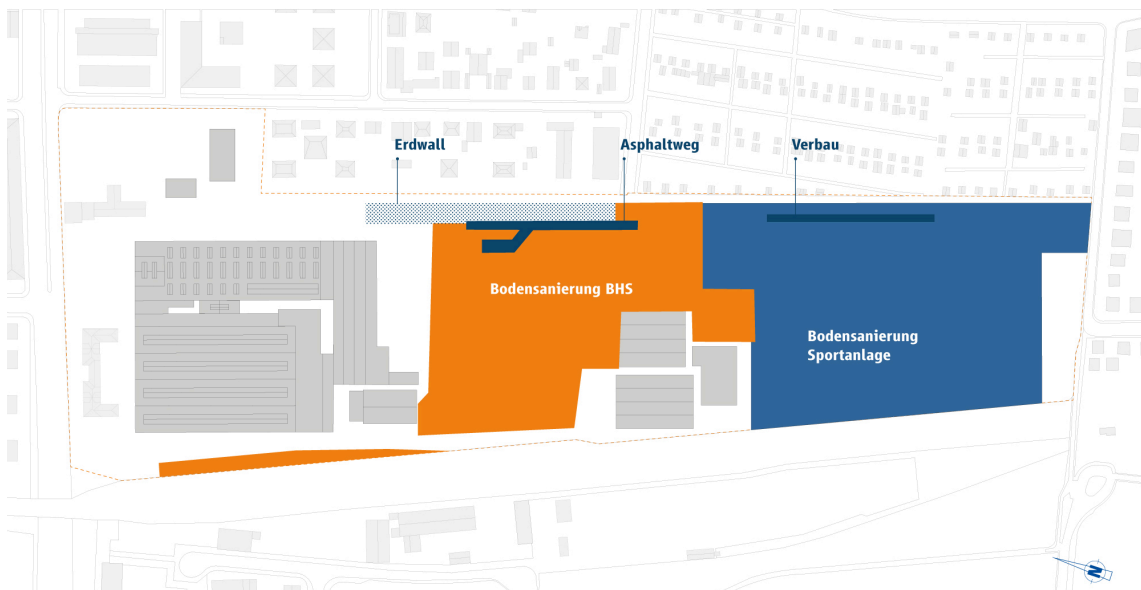 Erdwall
Asphaltweg
Verbau
Bodensanierung BHS
Bodensanierung
Sportanlage
N